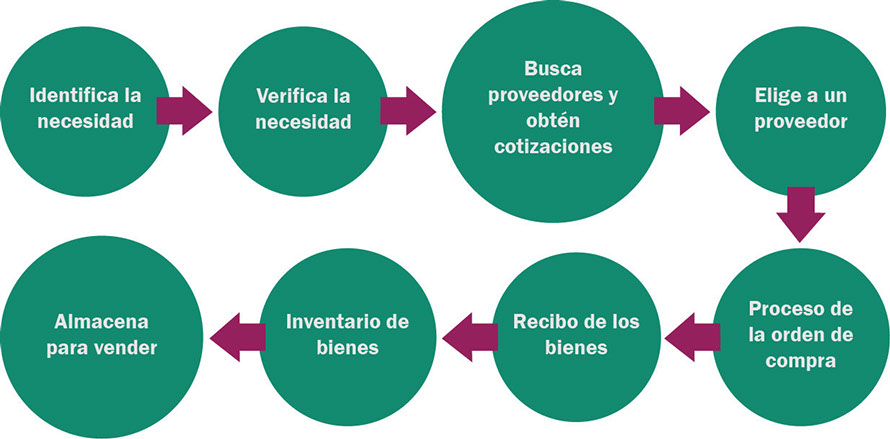 Identifica la
necesidad
Verifica la
necesidad
Busca
proveedores y
obtén
cotizaciones
Elige a un
proveedor
Proceso de
la orden de
compra
Recibo de los
bienes
Inventario de
bienes
Almacena
para vender